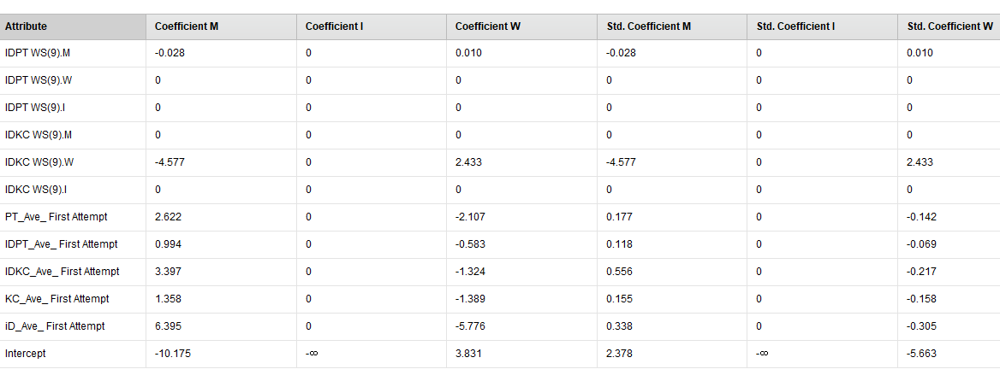 Attribute Coefficient M Coefficient I Coefficient W Std. Coefficient M Std. Coefficient I Std. Coefficient W
IDPT WS(9).M -0.028 0 0.010 -0.028 0 0.010
IDPT WS(9).W 0 0 0 0 0 0
IDPT WS(9).I 0 0 0 0 0 0
IDKC WS(9).M 0 0 0 0 0 0
IDKC WS(9).W -4.577 0 2.433 -4.577 0 2.433
IDKC WS(9).I 0 0 0 0 0 0
PT_Ave_ First Attempt 2.622 0 -2.107 0.177 0 -0.142
IDPT_Ave_ First Attempt 0.994 0 -0.583 0.118 0 -0.069
IDKC_Ave_ First Attempt 3.397 0 -1.324 0.556 0 -0.217
KC_Ave_ First Attempt 1.358 0 -1.389 0.155 0 -0.158
iD_Ave_ First Attempt 6.395 0 -5.776 0.338 0 -0.305
Intercept -10.175 -∞ 3.831 2.378 -∞ -5.663